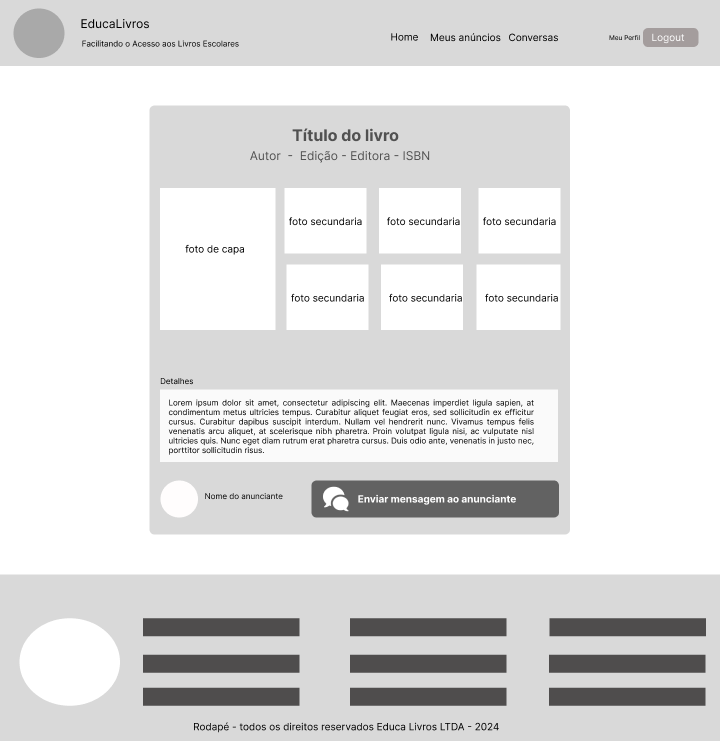 EducaLivros
Facilitando o Acesso aos Livros Escolares
Home Meus anúncios Conversas
Meu Perfil Logout
Título do livro
Autor - Edição - Editora - ISBN
foto de capa
foto secundaria foto secundaria foto secundaria
foto secundaria foto secundaria foto secundaria
Detalhes
Lorem ipsum dolor sit amet, consectetur adipiscing elit. Maecenas imperdiet ligula sapien, at
condimentum metus ultricies tempus. Curabitur aliquet feugiat eros, sed sollicitudin ex efficitur
cursus. Curabitur dapibus suscipit interdum. Nullam vel hendrerit nunc. Vivamus tempus felis
venenatis arcu aliquet, at scelerisque nibh pharetra. Proin volutpat ligula nisi, ac vulputate nisl
ultricies quis. Nunc eget diam rutrum erat pharetra cursus. Duis odio ante, venenatis in justo nec,
porttitor sollicitudin risus.
Nome do anunciante
Enviar mensagem ao anunciante
Rodapé - todos os direitos reservados Educa Livros LTDA - 2024